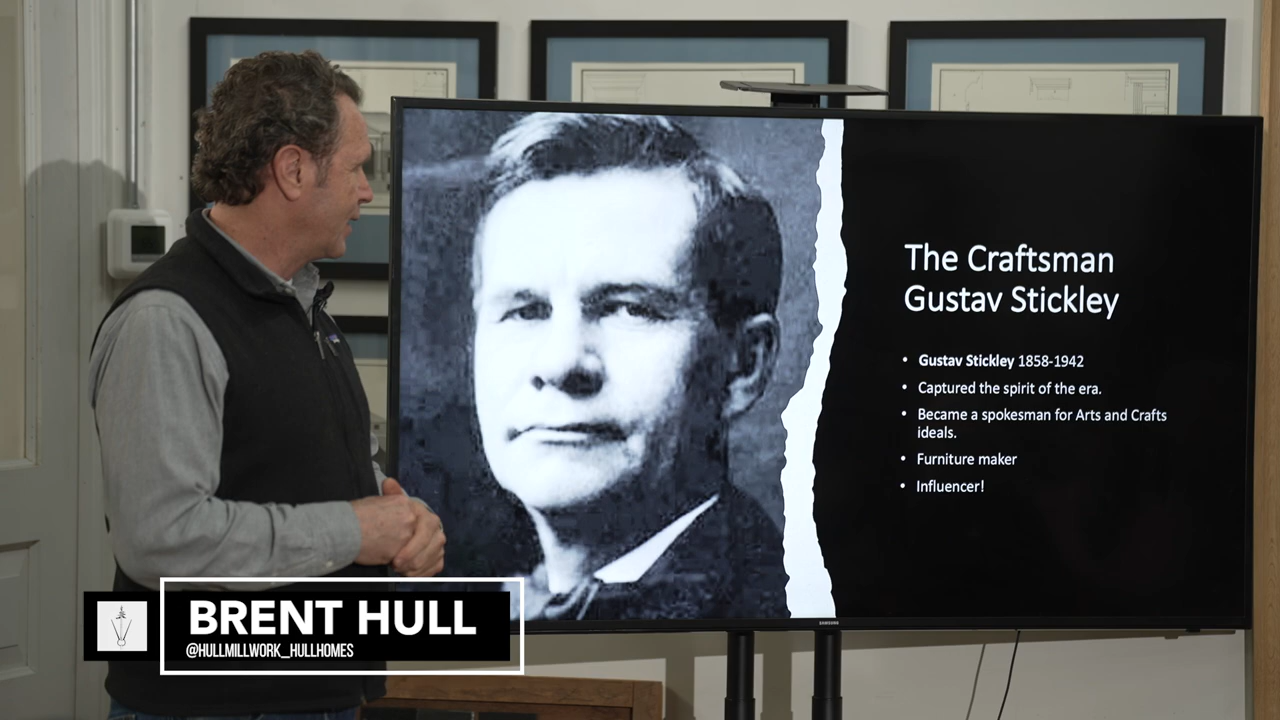 The Craftsman
Gustav Stickley
• Gustav Stickley 1858-1942
• Captured the spirit of the era.
• Became a spokesman for Arts and Crafts
ideals.
• Furniture maker
• Influencer!
SAMSUNG
BRENT HULL
@HULLMILLWORK_HULLHOMES